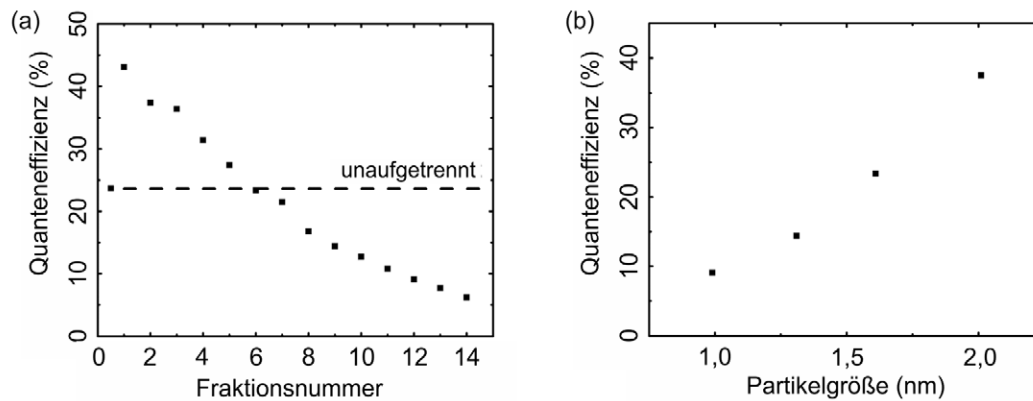 (a)
Quanteneffizienz (%)
50
40
30
20
10
0
unaufgetrennt
0 2 4 6 8 10 12 14
Fraktionsnummer
(b)
Quanteneffizienz (%)
40
30
20
10
0
1,0 1,5 2,0
Partikelgröße (nm)